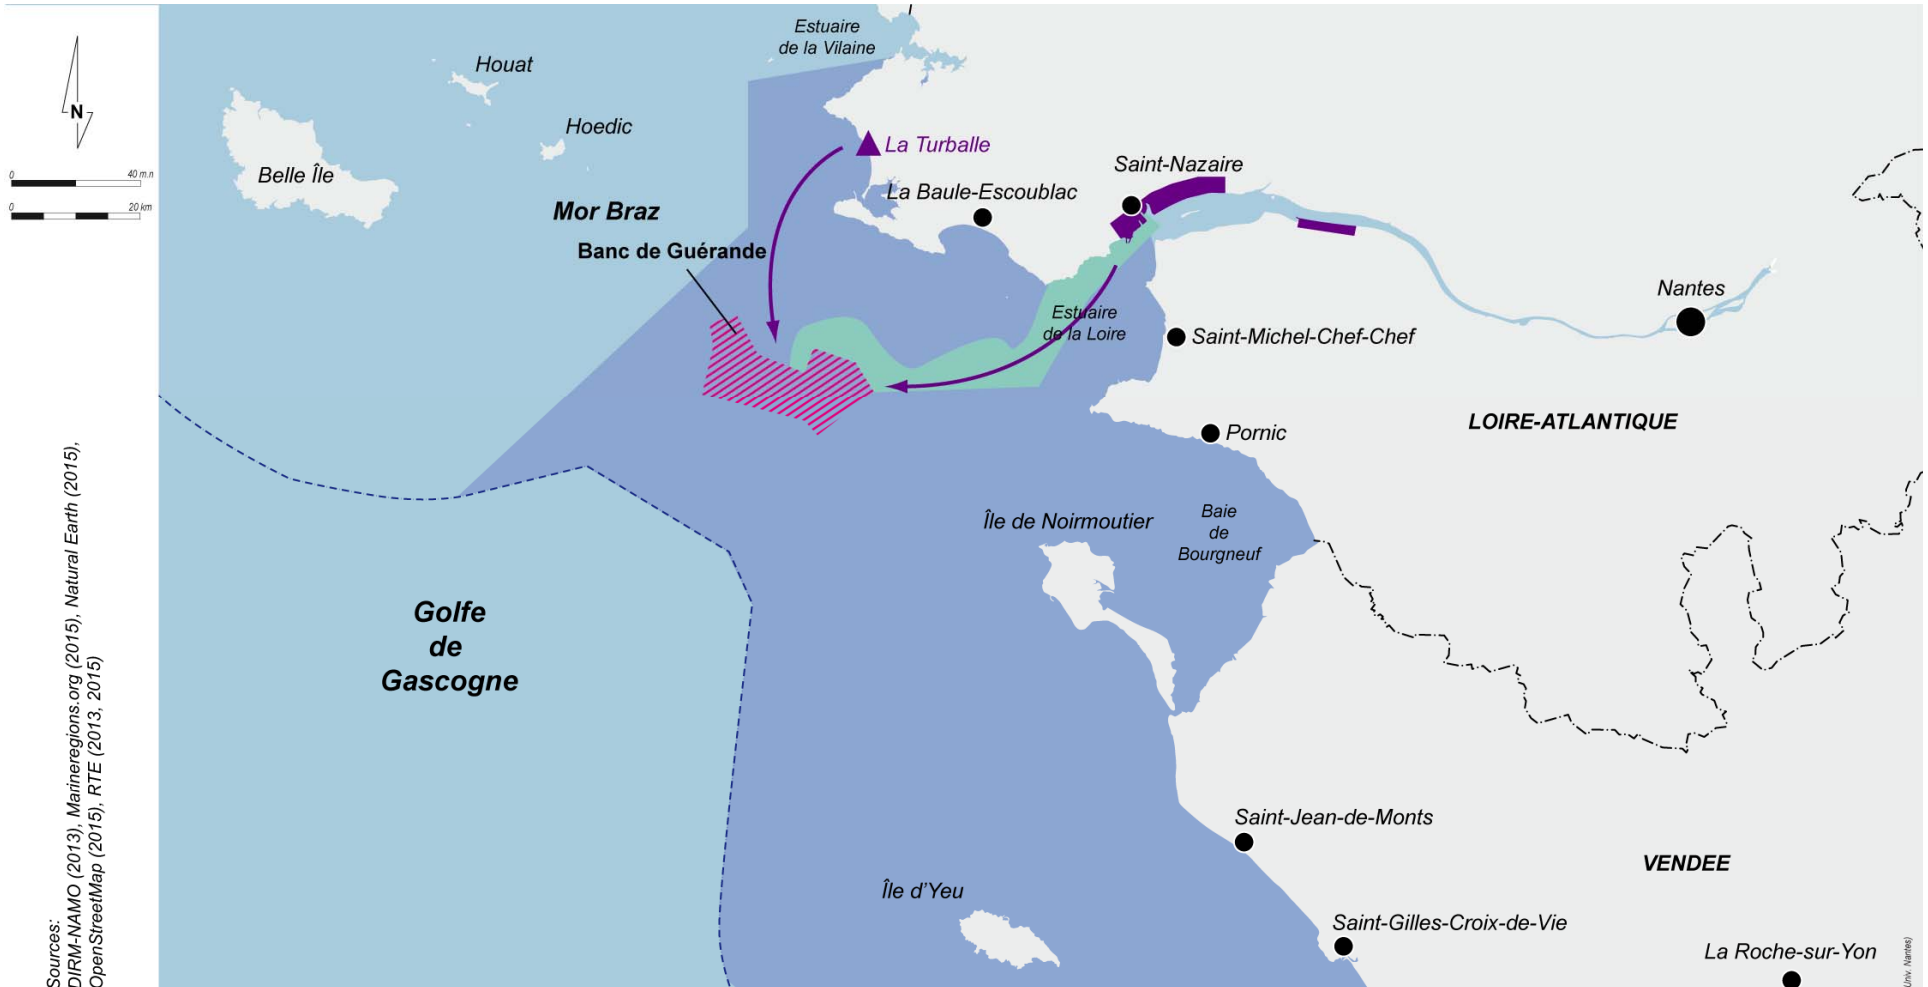 Estuaire
de la Vilaine
Houat
N
Hoedic
0 40 m.n
La Turballe
Saint-Nazaire
Belle Île
La Baule-Escoublac
0 20 km
Mor Braz
Banc de Guérande
Nantes
Estuaire
de la Loire
Saint-Michel-Chef-Chef
LOIRE-ATLANTIQUE
Pornic
Île de Noirmoutier
Baie
de
Bourgneuf
Golfe
de
Gascogne
Saint-Jean-de-Monts
VENDEE
Île d'Yeu
Saint-Gilles-Croix-de-Vie
La Roche-sur-Yon
Sources:
DIRM-NAMO (2013), Marineregions.org (2015), Natural Earth (2015),
OpenStreetMap (2015), RTE (2013, 2015)
Univ. Nantes)